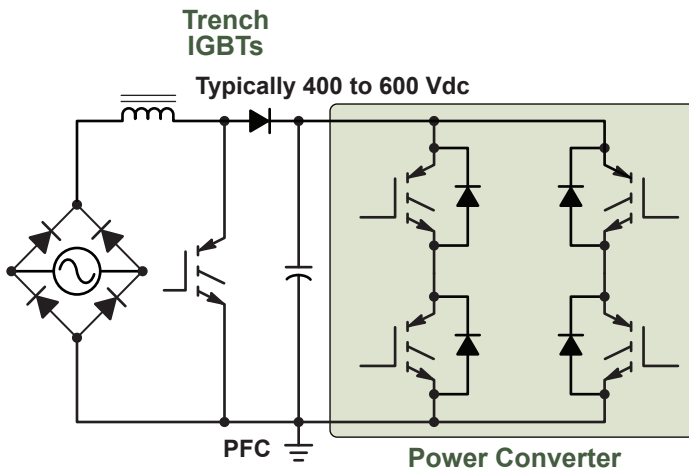 Trench
IGBTs
Typically 400 to 600 Vdc
PFC
Power Converter